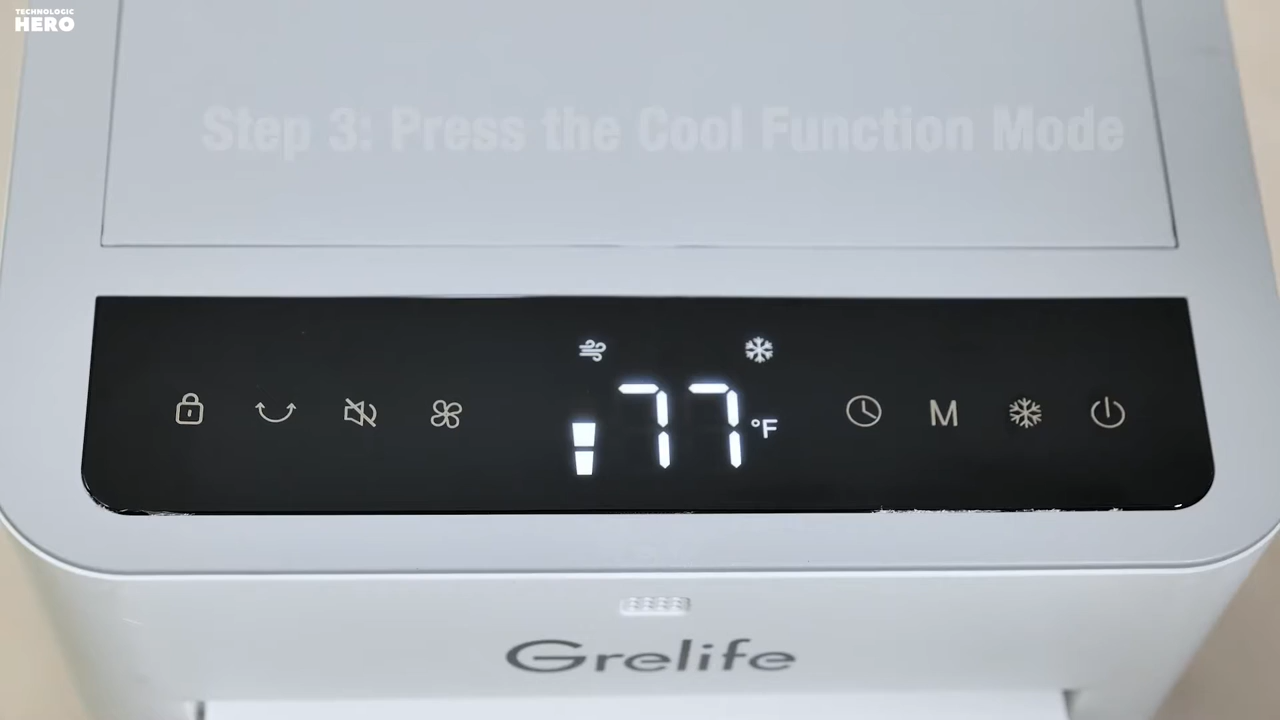 TECHNOLOGIC
HERO
Step 3: Press the Cool Function Mode
77 °F
M
Grelife